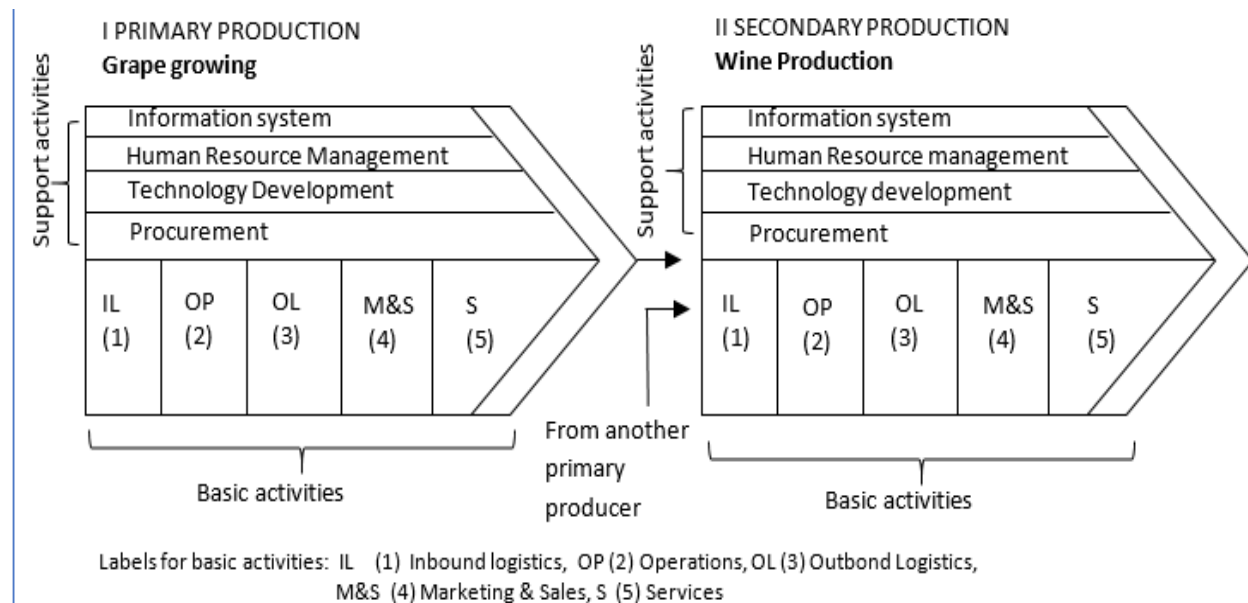 I PRIMARY PRODUCTION
Grape growing
Support activities
Information system
Human Resource Management
Technology Development
Procurement
IL
(1)
OP
(2)
OL
(3)
M&S
(4)
S
(5)
Basic activities
II SECONDARY PRODUCTION
Wine Production
Support activities
Information system
Human Resource management
Technology development
Procurement
IL
(1)
OP
(2)
OL
(3)
M&S
(4)
S
(5)
From another
primary
producer
Basic activities
Labels for basic activities: IL (1) Inbound logistics, OP (2) Operations, OL (3) Outbond Logistics,
M&S (4) Marketing & Sales, S (5) Services